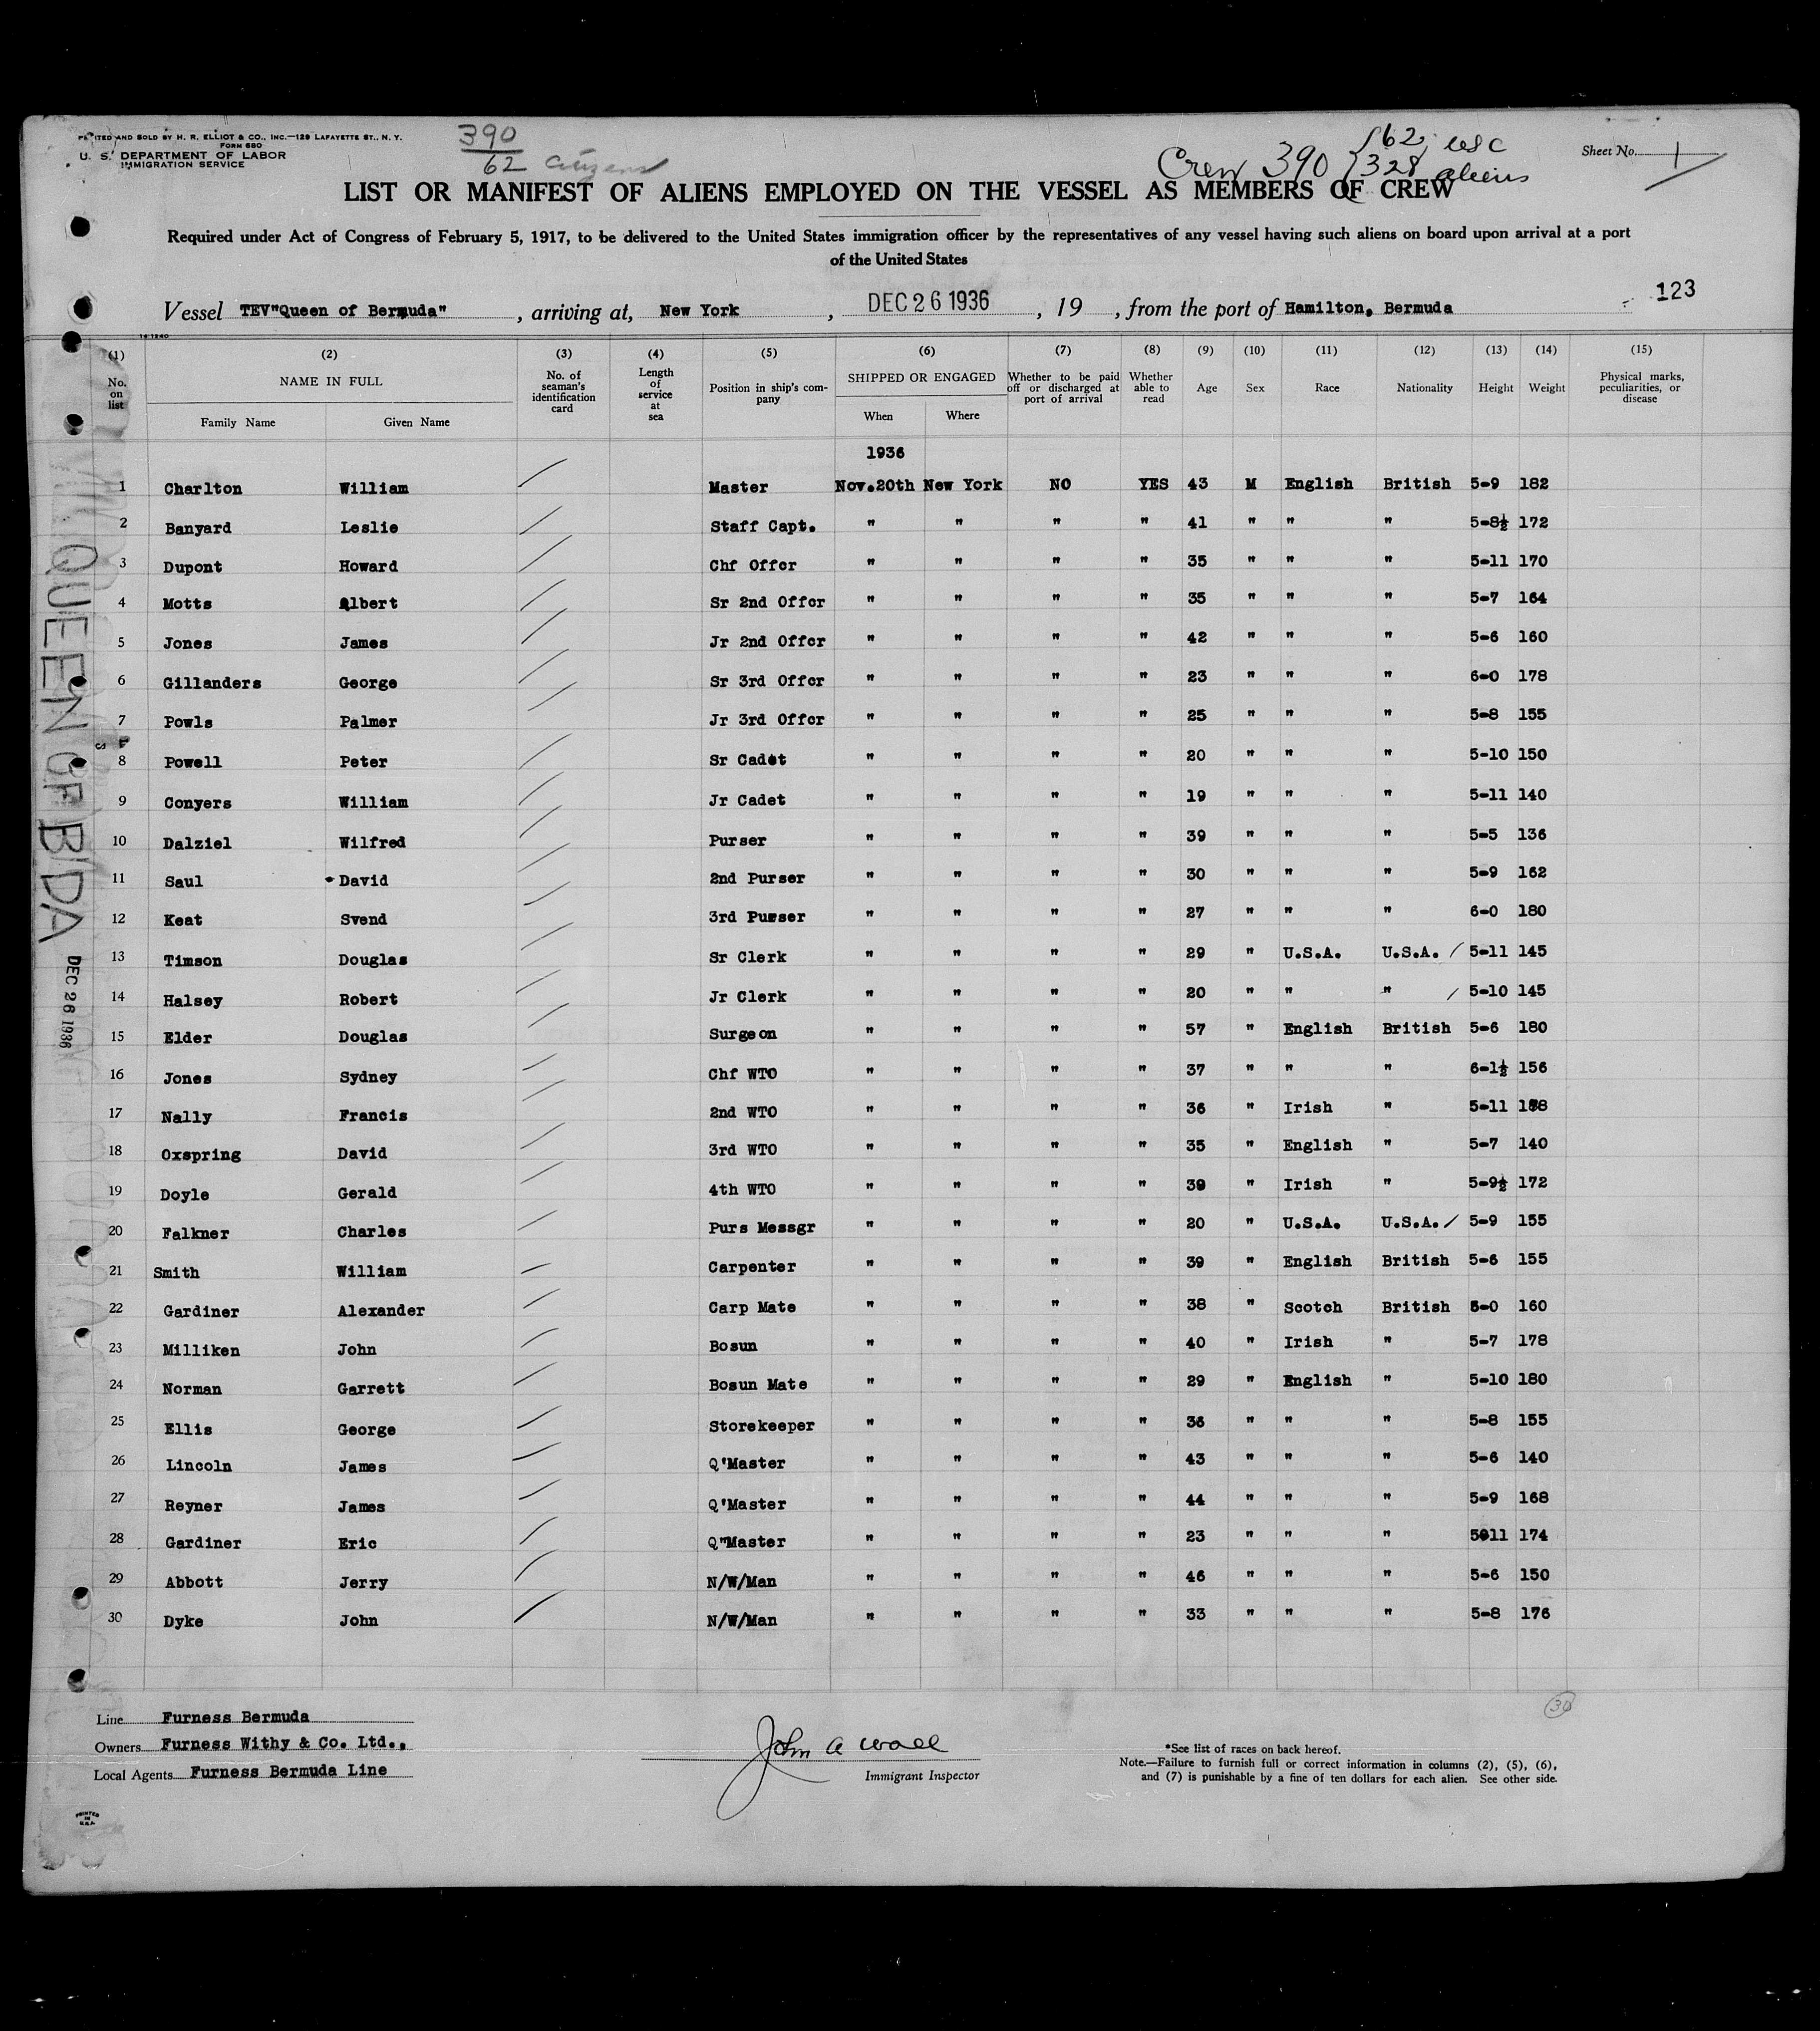 PRINTED AND SOLD BY H. R. ELLIOT & CO., INC.—129 LAFAYETTE ST., N. Y.
FORM 680
U. S. DEPARTMENT OF LABOR
IMMIGRATION SERVICE
390
62 citizens
Crew 390 { 62 usc
328 aliens
Sheet No. 1
LIST OR MANIFEST OF ALIENS EMPLOYED ON THE VESSEL AS MEMBERS OF CREW
Required under Act of Congress of February 5, 1917, to be delivered to the United States immigration officer by the representatives of any vessel having such aliens on board upon arrival at a port
of the United States
Vessel TEV"Queen of Bermuda", arriving at, New York, DEC 26 1936, 19 , from the port of Hamilton, Bermuda
123
(1) (2) (3) (4) (5) (6) (7) (8) (9) (10) (11) (12) (13) (14) (15)
No. on list NAME IN FULL Family Name Given Name No. of seaman's identification card Length of service at sea Position in ship's company SHIPPED OR ENGAGED When Where Whether to be paid off or discharged at port of arrival Whether able to read Age Sex Race Nationality Height Weight Physical marks, peculiarities, or disease
1936
1 Charlton William Master Nov.20th New York NO YES 43 M English British 5-9 182
2 Banyard Leslie Staff Capt. " " " " 41 " " " 5-8½ 172
3 Dupont Howard Chf Offcr " " " " 35 " " " 5-11 170
4 Motts Albert Sr 2nd Offcr " " " " 35 " " " 5-7 164
5 Jones James Jr 2nd Offcr " " " " 42 " " " 5-6 160
6 Gillanders George Sr 3rd Offcr " " " " 23 " " " 6-0 178
7 Powls Palmer Jr 3rd Offcr " " " " 25 " " " 5-8 155
8 Powell Peter Sr Cadet " " " " 20 " " " 5-10 150
9 Conyers William Jr Cadet " " " " 19 " " " 5-11 140
10 Dalziel Wilfred Purser " " " " 39 " " " 5-5 136
11 Saul David 2nd Purser " " " " 30 " " " 5-9 162
12 Keat Svend 3rd Purser " " " " 27 " " " 6-0 180
13 Timson Douglas Sr Clerk " " " " 29 " U.S.A. U.S.A. / 5-11 145
14 Halsey Robert Jr Clerk " " " " 20 " " " / 5-10 145
15 Elder Douglas Surgeon " " " " 57 " English British 5-6 180
16 Jones Sydney Chf WTO " " " " 37 " " " 6-1½ 156
17 Nally Francis 2nd WTO " " " " 36 " Irish " 5-11
18 Oxspring David 3rd WTO " " " " 35 " English " 5-7 140
19 Doyle Gerald 4th WTO " " " " 39 " Irish " 5-9½ 172
20 Falkner Charles Purs Messgr " " " " 20 " U.S.A. U.S.A. / 5-9 155
21 Smith William Carpenter " " " " 39 " English British 5-6 155
22 Gardiner Alexander Carp Mate " " " " 38 " Scotch British 160
23 Milliken John Bosun " " " " 40 " Irish " 5-7 178
24 Norman Garrett Bosun Mate " " " " 29 " English " 5-10 180
25 Ellis George Storekeeper " " " " 36 " " " 5-8 155
26 Lincoln James Q'Master " " " " 43 " " " 5-6 140
27 Reyner James Q'Master " " " " 44 " " " 5-9 168
28 Gardiner Eric Q"Master " " " " 23 " " " 5-11 174
29 Abbott Jerry N/W/Man " " " " 46 " " " 5-6 150
30 Dyke John N/W/Man " " " " 33 " " " 5-8 176
QUEEN OF B'DA
DEC 26 1936
30
Line Furness Bermuda
Owners Furness Withy & Co. Ltd.,
Local Agents Furness Bermuda Line
John A Wall
Immigrant Inspector
*See list of races on back hereof.
Note.—Failure to furnish full or correct information in columns (2), (5), (6),
and (7) is punishable by a fine of ten dollars for each alien. See other side.
PRINTED
IN
U.S.A.